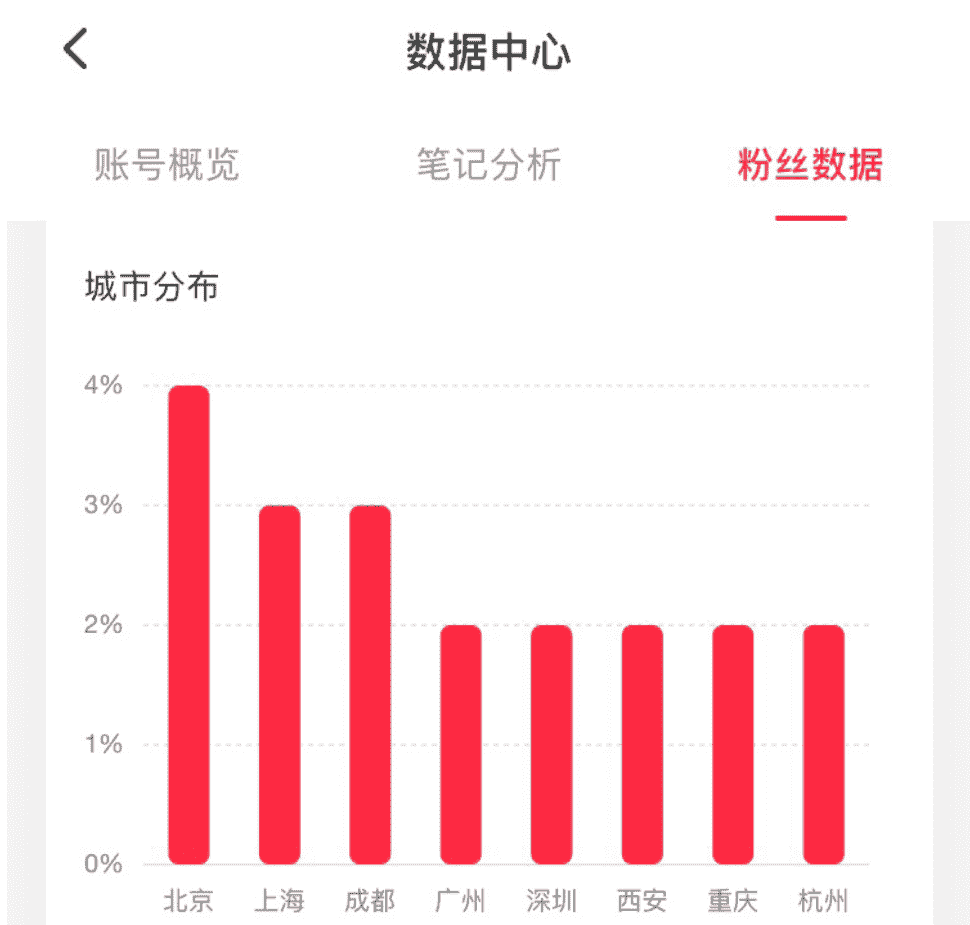 数据中心
账号概览 笔记分析 粉丝数据
城市分布
4%
3%
2%
1%
0%
北京 上海 成都 广州 深圳 西安 重庆 杭州